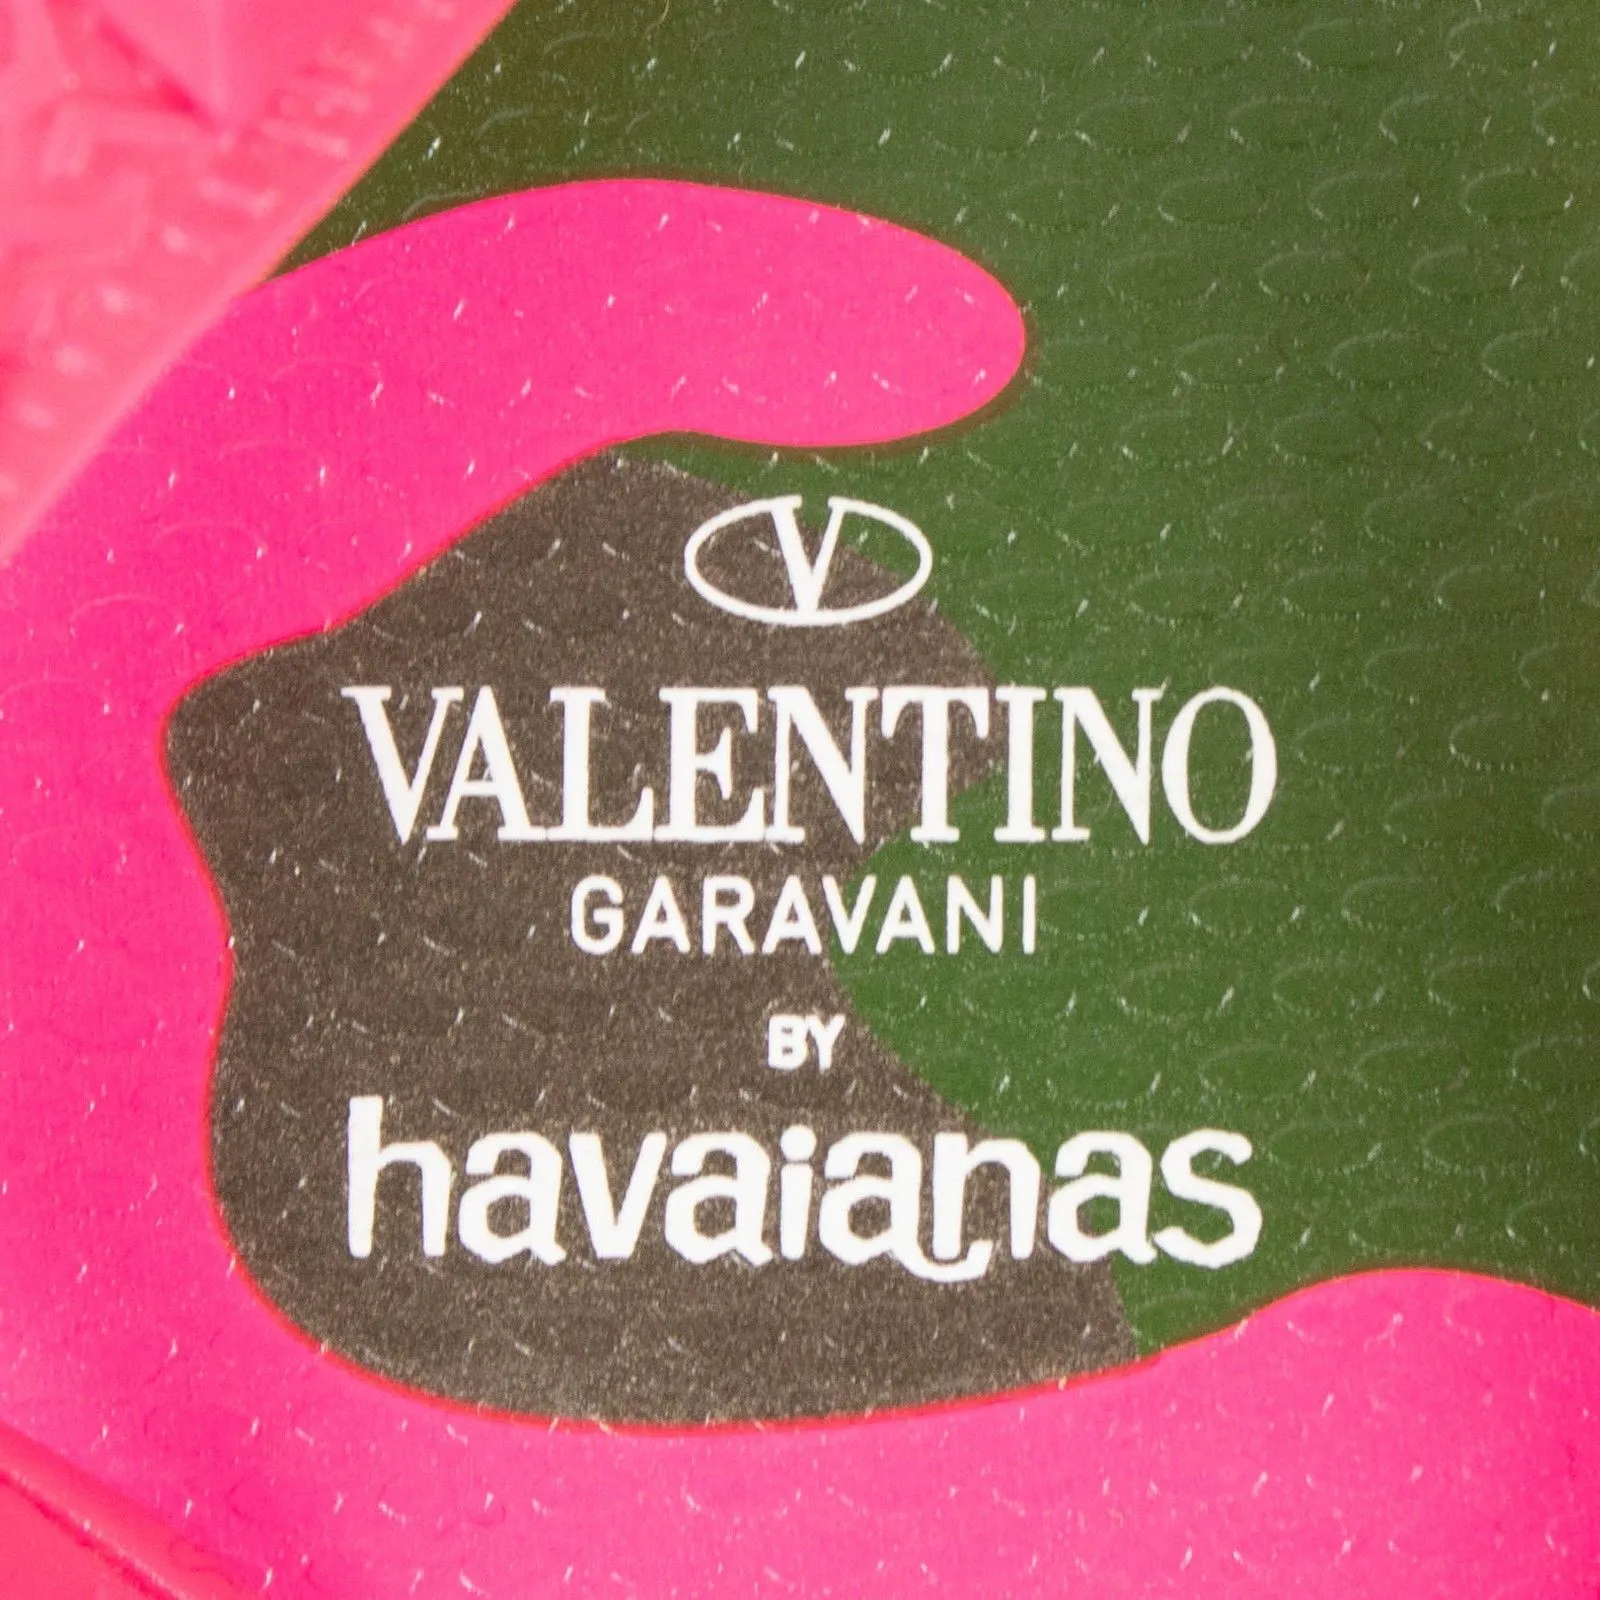 V
VALENTINO
GARAVANI
BY
havaianas